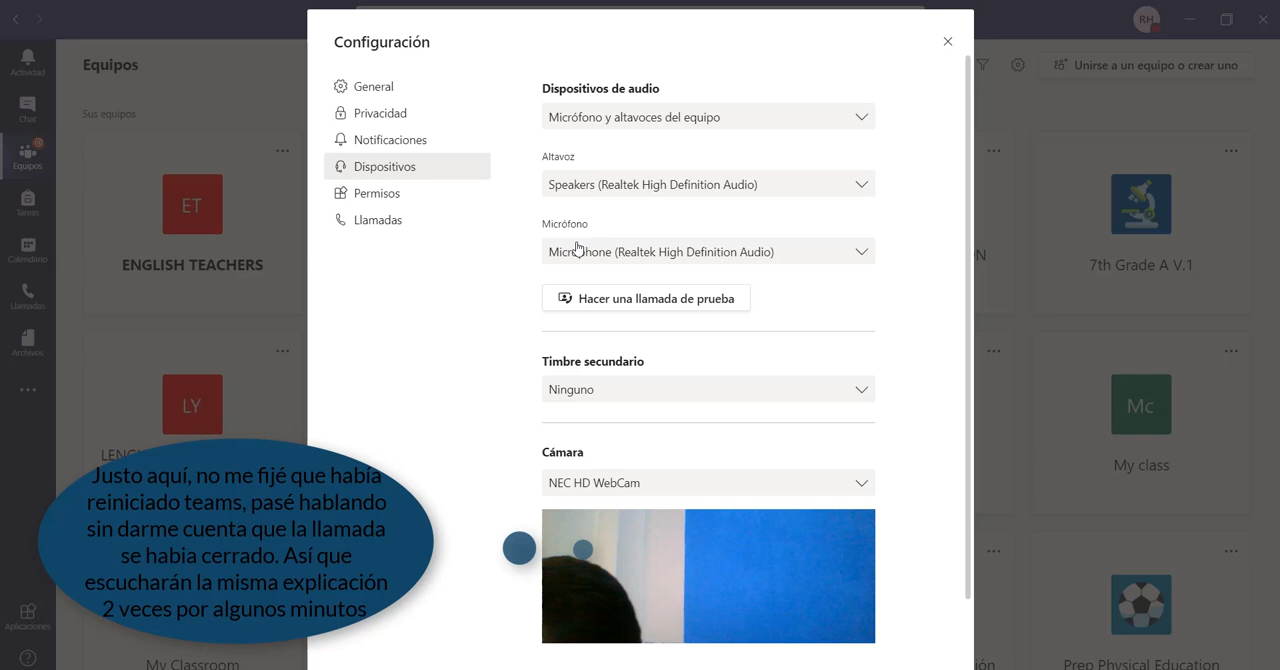 RH
Configuración
General
Privacidad
Notificaciones
Dispositivos
Permisos
Llamadas
Dispositivos de audio
Micrófono y altavoces del equipo
Altavoz
Speakers (Realtek High Definition Audio)
Micrófono
Microphone (Realtek High Definition Audio)
Hacer una llamada de prueba
Timbre secundario
Ninguno
Cámara
NEC HD WebCam
Actividad
Chat
Equipos
Tareas
Calendario
Llamadas
Archivos
Aplicaciones
Equipos
Unirse a un equipo o crear uno
Sus equipos
ET
ENGLISH TEACHERS
7th Grade A V.1
LY
Mc
My class
My Classroom
Prep Physical Education
Justo aquí, no me fijé que había
reiniciado teams, pasé hablando
sin darme cuenta que la llamada
se habia cerrado. Así que
escucharán la misma explicación
2 veces por algunos minutos